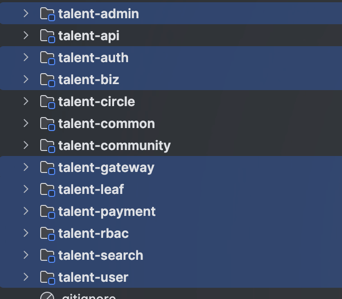 talent-admin
talent-api
talent-auth
talent-biz
talent-circle
talent-common
talent-community
talent-gateway
talent-leaf
talent-payment
talent-rbac
talent-search
talent-user
.gitignore